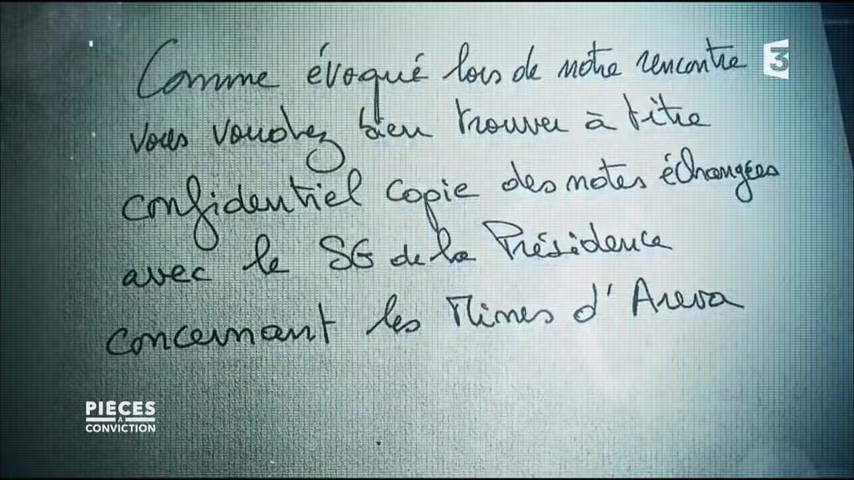 Comme évoqué lors de notre rencontre
3
vous voudrez bien trouver à titre
confidentiel copie des notes échangées
avec le SG de la Présidence
concernant les Mines d'Areva
PIÈCES
À
CONVICTION